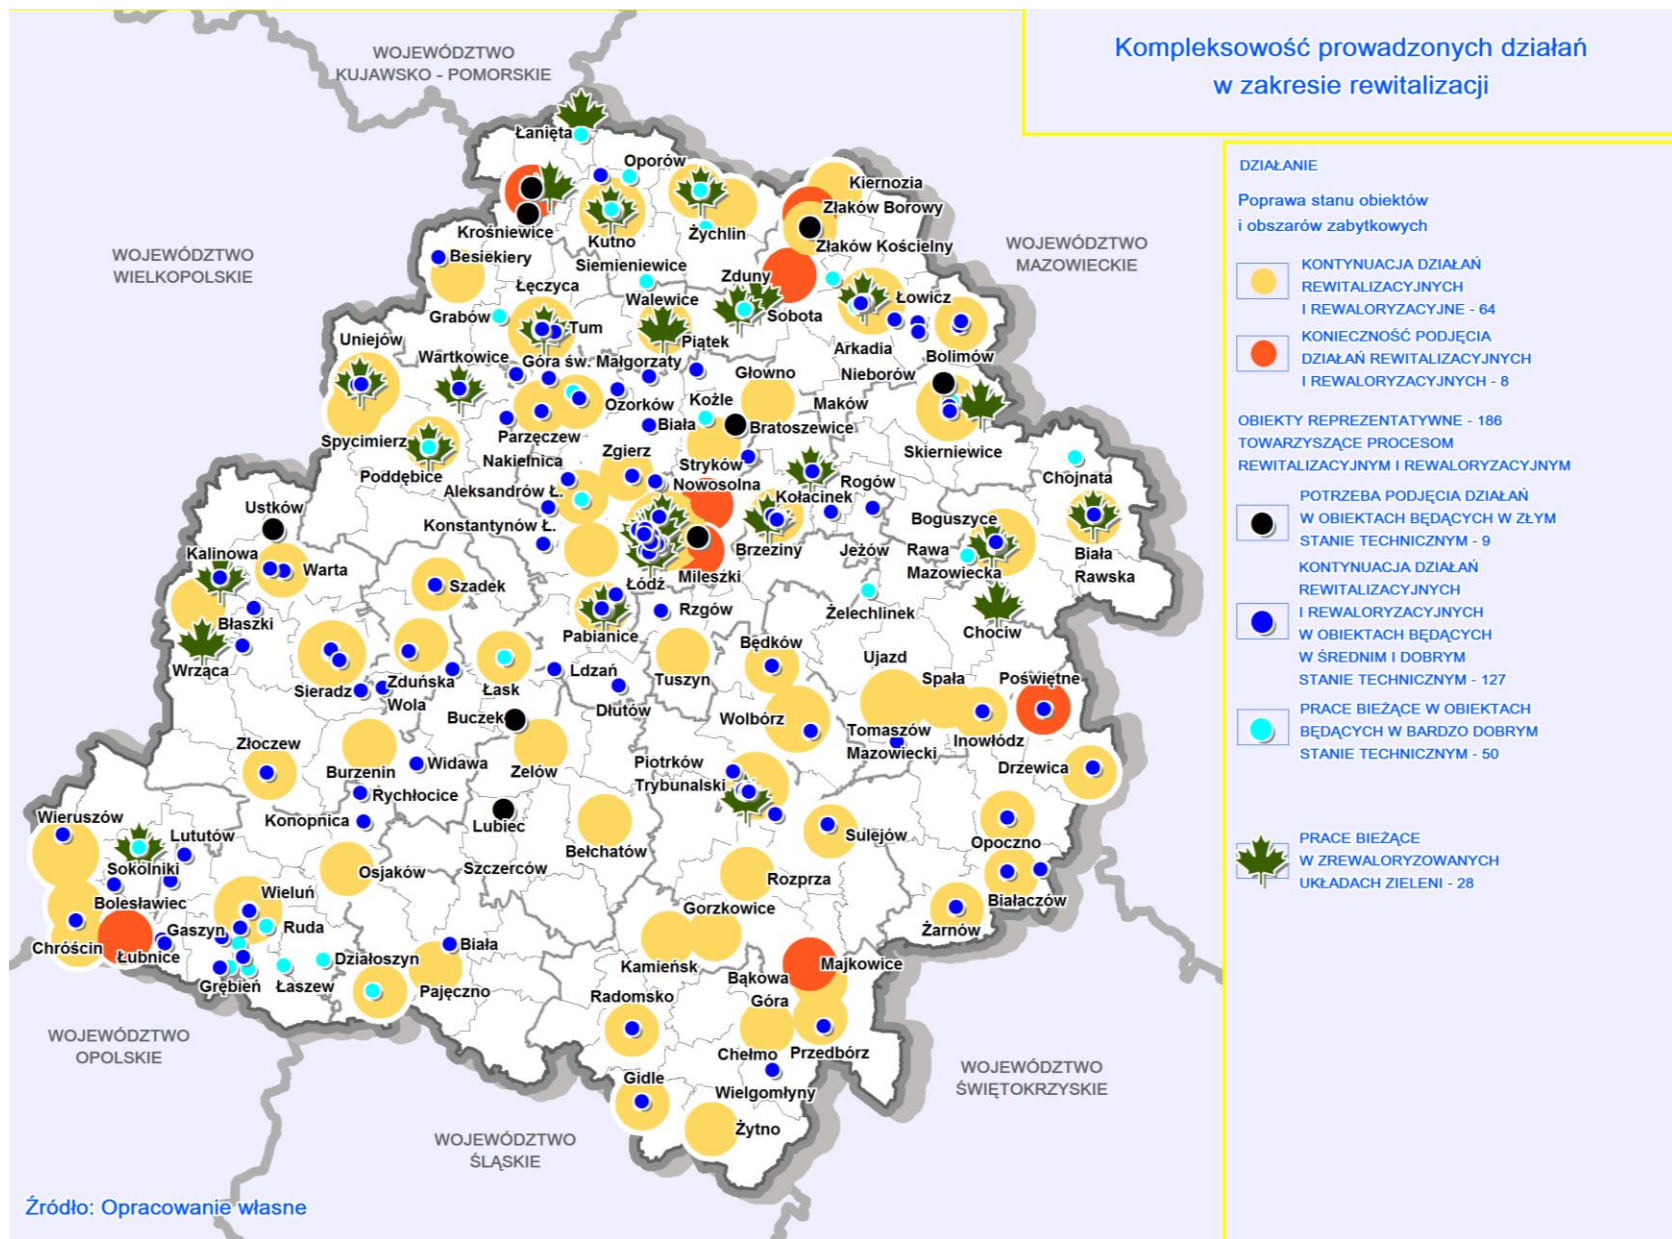 Kompleksowość prowadzonych działań
w zakresie rewitalizacji
WOJEWÓDZTWO
KUJAWSKO - POMORSKIE
WOJEWÓDZTWO
WIELKOPOLSKIE
WOJEWÓDZTWO
MAZOWIECKIE
Łanięta
Oporów
Kiernozia
Złaków Borowy
Krośniewice
Kutno
Żychlin
Złaków Kościelny
Besiekiery
Siemieniewice
Zduny
Łęczyca
Walewice
Łowicz
Grabów
Tum
Sobota
Uniejów
Piątek
Arkadia
Bolimów
Wartkowice
Góra św. Małgorzaty
Głowno
Nieborów
Ozorków
Koźle
Maków
Spycimierz
Parzęczew
Biała
Bratoszewice
Poddębice
Nakielnica
Zgierz
Stryków
Skierniewice
Chojnata
Aleksandrów Ł.
Nowosolna
Kołacinek
Rogów
Ustków
Konstantynów Ł.
Boguszyce
Kalinowa
Warta
Brzeziny
Jeżów
Rawa
Mazowiecka
Biała
Rawska
Szadek
Łódź
Mileszki
Żelechlinek
Błaszki
Pabianice
Rzgów
Chociw
Wrząca
Będków
Ujazd
Sieradz
Zduńska
Wola
Łask
Ldzań
Tuszyn
Spała
Poświętne
Buczek
Dłutów
Wolbórz
Tomaszów
Mazowiecki
Inowłódz
Złoczew
Burzenin
Widawa
Zelów
Piotrków
Trybunalski
Drzewica
Rychłocice
Wieruszów
Konopnica
Lubiec
Sulejów
Lututów
Opoczno
Sokolniki
Osjaków
Szczerców
Bełchatów
Rozprza
Bolesławiec
Wieluń
Białaczów
Gorzkowice
Chróścin
Gaszyn
Ruda
Żarnów
Łubnice
Biała
Działoszyn
Kamieńsk
Bąkowa
Góra
Majkowice
Grębień
Łaszew
Pajęczno
Radomsko
Chełmo
Przedbórz
Gidle
Wielgomłyny
Żytno
WOJEWÓDZTWO
OPOLSKIE
WOJEWÓDZTWO
ŚWIĘTOKRZYSKIE
WOJEWÓDZTWO
ŚLĄSKIE
Źródło: Opracowanie własne
DZIAŁANIE
Poprawa stanu obiektów
i obszarów zabytkowych
KONTYNUACJA DZIAŁAŃ
REWITALIZACYJNYCH
I REWALORYZACYJNE - 64
KONIECZNOŚĆ PODJĘCIA
DZIAŁAŃ REWITALIZACYJNYCH
I REWALORYZACYJNYCH - 8
OBIEKTY REPREZENTATYWNE - 186
TOWARZYSZĄCE PROCESOM
REWITALIZACYJNYM I REWALORYZACYJNYM
POTRZEBA PODJĘCIA DZIAŁAŃ
W OBIEKTACH BĘDĄCYCH W ZŁYM
STANIE TECHNICZNYM - 9
KONTYNUACJA DZIAŁAŃ
REWITALIZACYJNYCH
I REWALORYZACYJNYCH
W OBIEKTACH BĘDĄCYCH
W ŚREDNIM I DOBRYM
STANIE TECHNICZNYM - 127
PRACE BIEŻĄCE W OBIEKTACH
BĘDĄCYCH W BARDZO DOBRYM
STANIE TECHNICZNYM - 50
PRACE BIEŻĄCE
W ZREWALORYZOWANYCH
UKŁADACH ZIELENI - 28